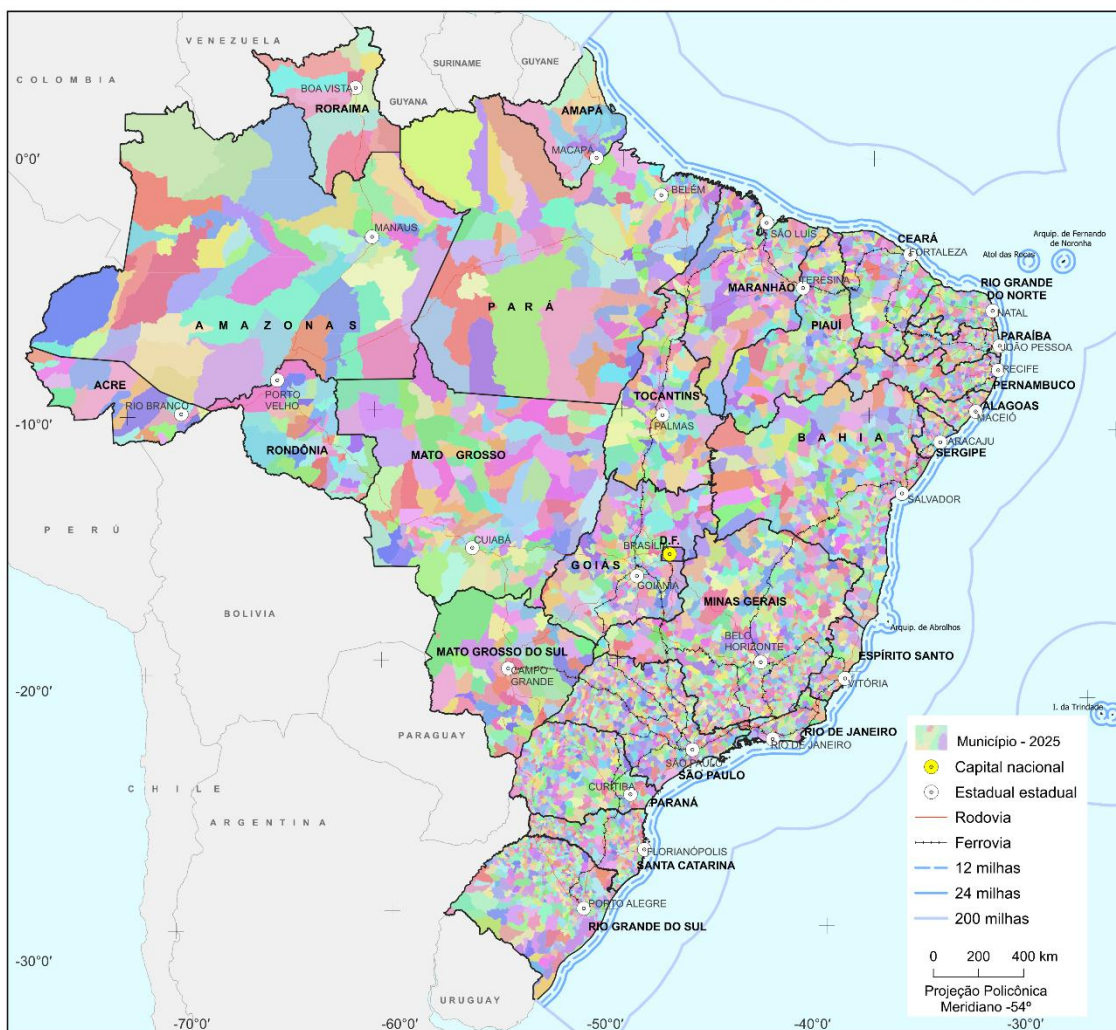 VENEZUELA
SURINAME
GUYANE
COLOMBIA
BOA VISTA
RORAIMA
GUYANA
AMAPÁ
MACAPÁ
0°0'
BELÉM
MANAUS
SÃO LUÍS
CEARÁ
FORTALEZA
Arquip. de Fernando
de Noronha
Atol das Rocas
MARANHÃO
TERESINA
RIO GRANDE
DO NORTE
NATAL
PARÁ
AMAZONAS
PIAUÍ
PARAÍBA
JOÃO PESSOA
RECIFE
PERNAMBUCO
ACRE
RIO BRANCO
PORTO
VELHO
TOCANTINS
PALMAS
ALAGOAS
MACEIÓ
-10°0'
BAHIA
ARACAJU
SERGIPE
RONDÔNIA
MATO GROSSO
SALVADOR
PERÚ
CUIABÁ
D.F.
BRASÍLIA
GOIÁS
GOIÂNIA
MINAS GERAIS
BOLIVIA
Arquip. de Abrolhos
BELO
HORIZONTE
MATO GROSSO DO SUL
CAMPO
GRANDE
ESPÍRITO SANTO
VITÓRIA
-20°0'
I. da Trindade
PARAGUAY
RIO DE JANEIRO
RIO DE JANEIRO
SÃO PAULO
SÃO PAULO
CURITIBA
PARANÁ
CHILE
ARGENTINA
FLORIANÓPOLIS
SANTA CATARINA
PORTO ALEGRE
RIO GRANDE DO SUL
-30°0'
URUGUAY
Município - 2025
Capital nacional
Estadual estadual
Rodovia
Ferrovia
12 milhas
24 milhas
200 milhas
0 200 400 km
Projeção Policônica
Meridiano -54º
-70°0' -60°0' -50°0' -40°0' -30°0'